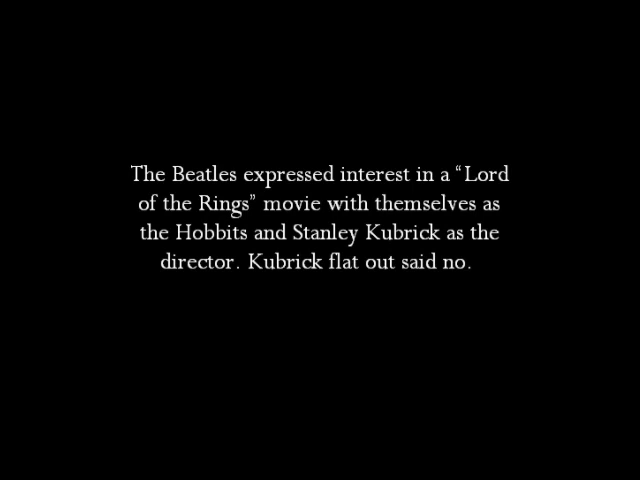 The Beatles expressed interest in a “Lord
of the Rings” movie with themselves as
the Hobbits and Stanley Kubrick as the
director. Kubrick flat out said no.